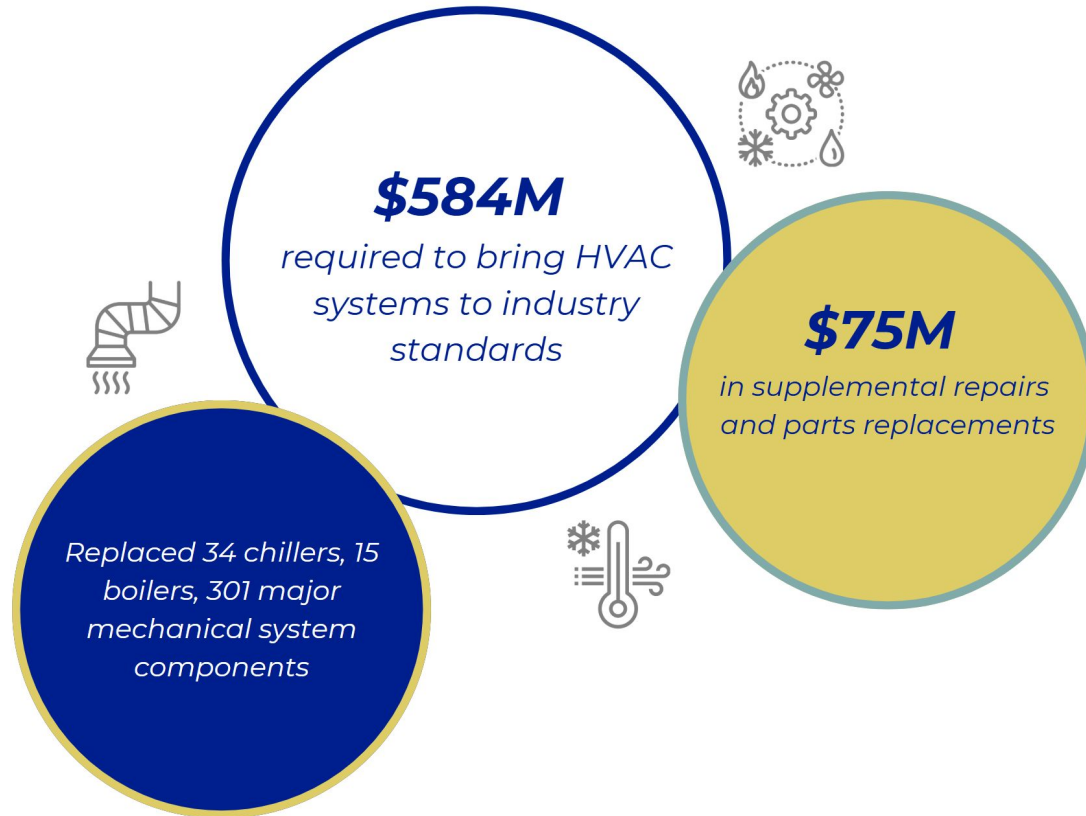 $584M
required to bring HVAC
systems to industry
standards
$75M
in supplemental repairs
and parts replacements
Replaced 34 chillers, 15
boilers, 301 major
mechanical system
components